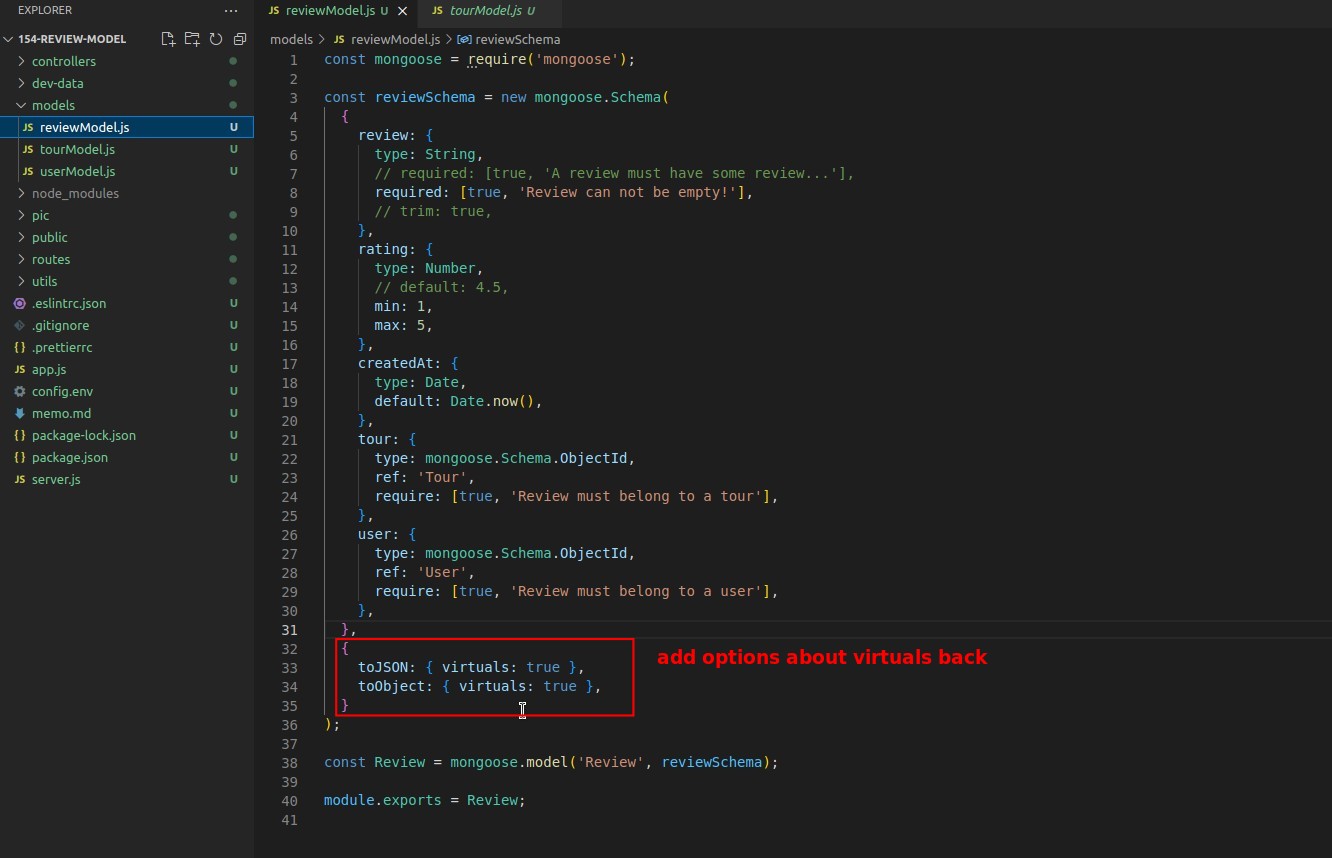 EXPLORER
154-REVIEW-MODEL
controllers
dev-data
models
JS reviewModel.js U
JS tourModel.js U
JS userModel.js U
node_modules
pic
public
routes
utils
.eslintrc.json U
.gitignore U
{ } .prettierrc U
JS app.js U
config.env U
memo.md U
{ } package-lock.json U
{ } package.json U
JS server.js U
JS reviewModel.js U JS tourModel.js U
models > JS reviewModel.js > reviewSchema
1 const mongoose = require('mongoose');
2
3 const reviewSchema = new mongoose.Schema(
4 {
5 review: {
6 type: String,
7 // required: [true, 'A review must have some review...'],
8 required: [true, 'Review can not be empty!'],
9 // trim: true,
10 },
11 rating: {
12 type: Number,
13 // default: 4.5,
14 min: 1,
15 max: 5,
16 },
17 createdAt: {
18 type: Date,
19 default: Date.now(),
20 },
21 tour: {
22 type: mongoose.Schema.ObjectId,
23 ref: 'Tour',
24 require: [true, 'Review must belong to a tour'],
25 },
26 user: {
27 type: mongoose.Schema.ObjectId,
28 ref: 'User',
29 require: [true, 'Review must belong to a user'],
30 },
31 },
32 {
33 toJSON: { virtuals: true },
34 toObject: { virtuals: true },
35 }
36 );
37
38 const Review = mongoose.model('Review', reviewSchema);
39
40 module.exports = Review;
41
add options about virtuals back